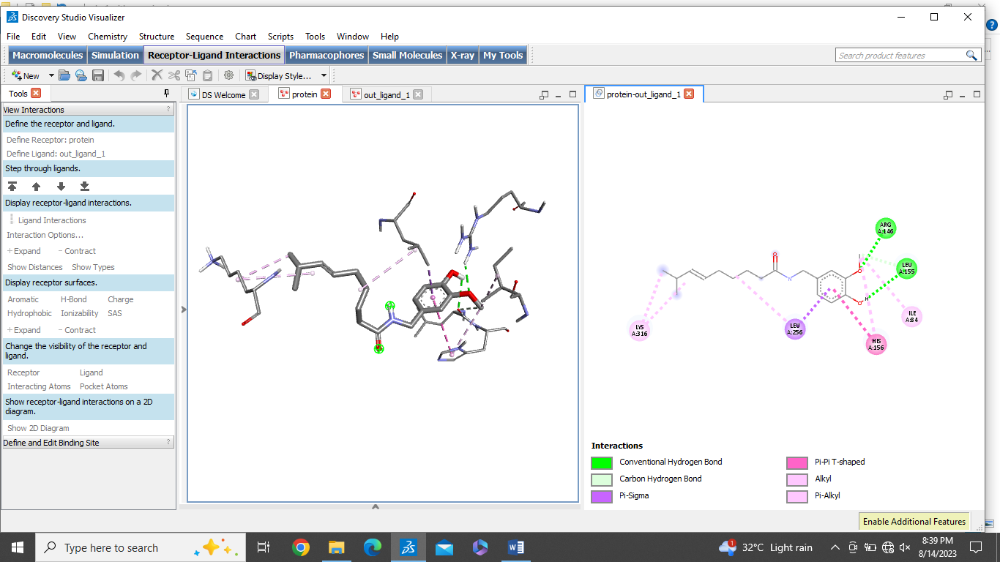 Discovery Studio Visualizer
File Edit View Chemistry Structure Sequence Chart Scripts Tools Window Help
Macromolecules Simulation Receptor-Ligand Interactions Pharmacophores Small Molecules X-ray My Tools
Search product features
New Display Style...
Tools DS Welcome protein out_ligand_1 protein-out_ligand_1
View Interactions ?
Define the receptor and ligand.
Define Receptor: protein
Define Ligand: out_ligand_1
Step through ligands.
Display receptor-ligand interactions.
Ligand Interactions
Interaction Options...
+ Expand − Contract
Show Distances Show Types
Display receptor surfaces.
Aromatic H-Bond Charge
Hydrophobic Ionizability SAS
+ Expand − Contract
Change the visibility of the receptor and
ligand.
Receptor Ligand
Interacting Atoms Pocket Atoms
Show receptor-ligand interactions on a 2D
diagram.
Show 2D Diagram
Define and Edit Binding Site ?
ARG
A:146
LEU
A:155
O
H
O
N
O
H
ILE
A:84
LYS
A:316
LEU
A:256
HIS
A:156
Interactions
Conventional Hydrogen Bond
Carbon Hydrogen Bond
Pi-Sigma
Pi-Pi T-shaped
Alkyl
Pi-Alkyl
Enable Additional Features
Type here to search
1
32°C Light rain
8:39 PM
8/14/2023